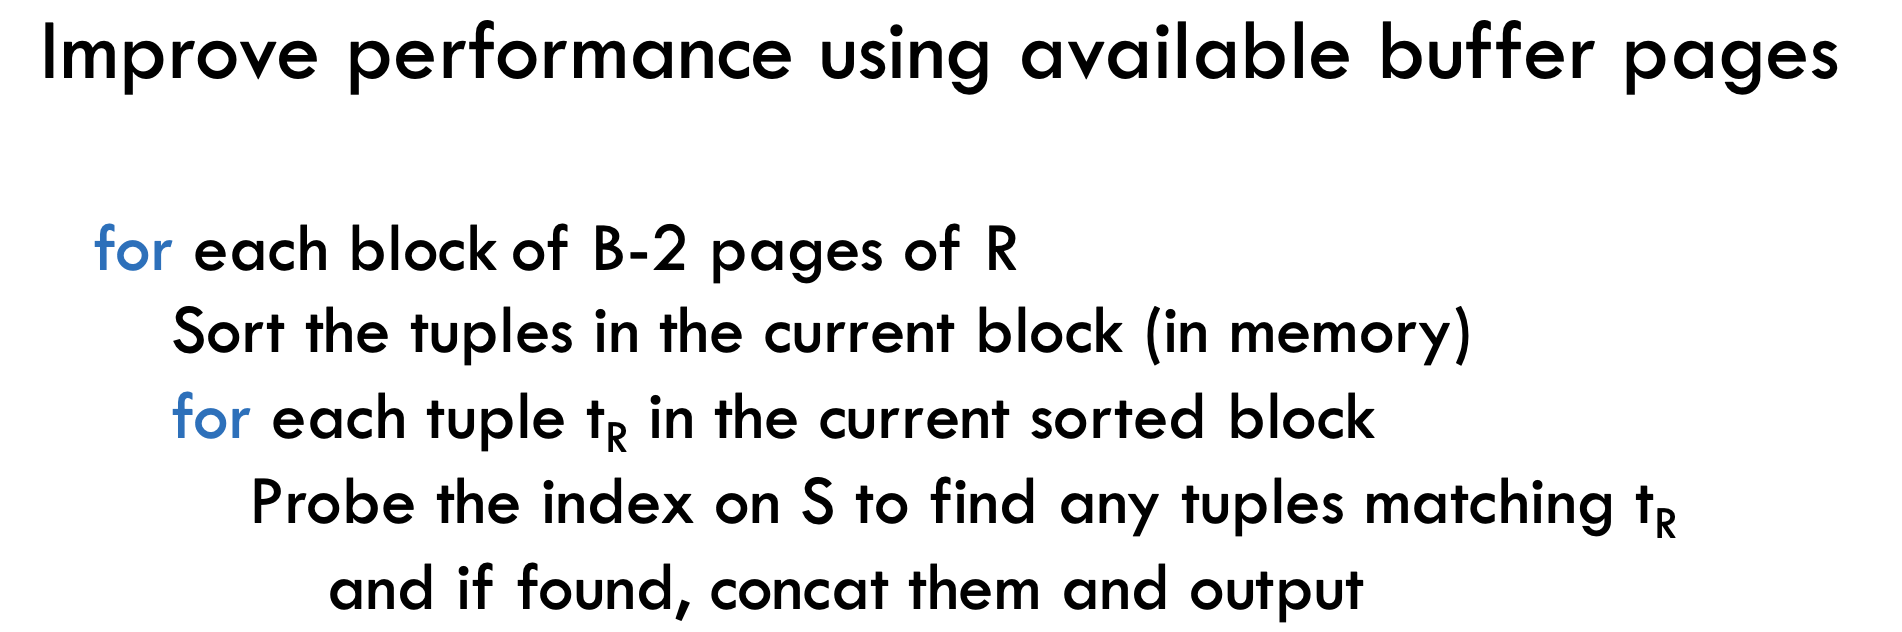 Improve performance using available buffer pages
for each block of B-2 pages of R
Sort the tuples in the current block (in memory)
for each tuple tR in the current sorted block
Probe the index on S to find any tuples matching tR
and if found, concat them and output